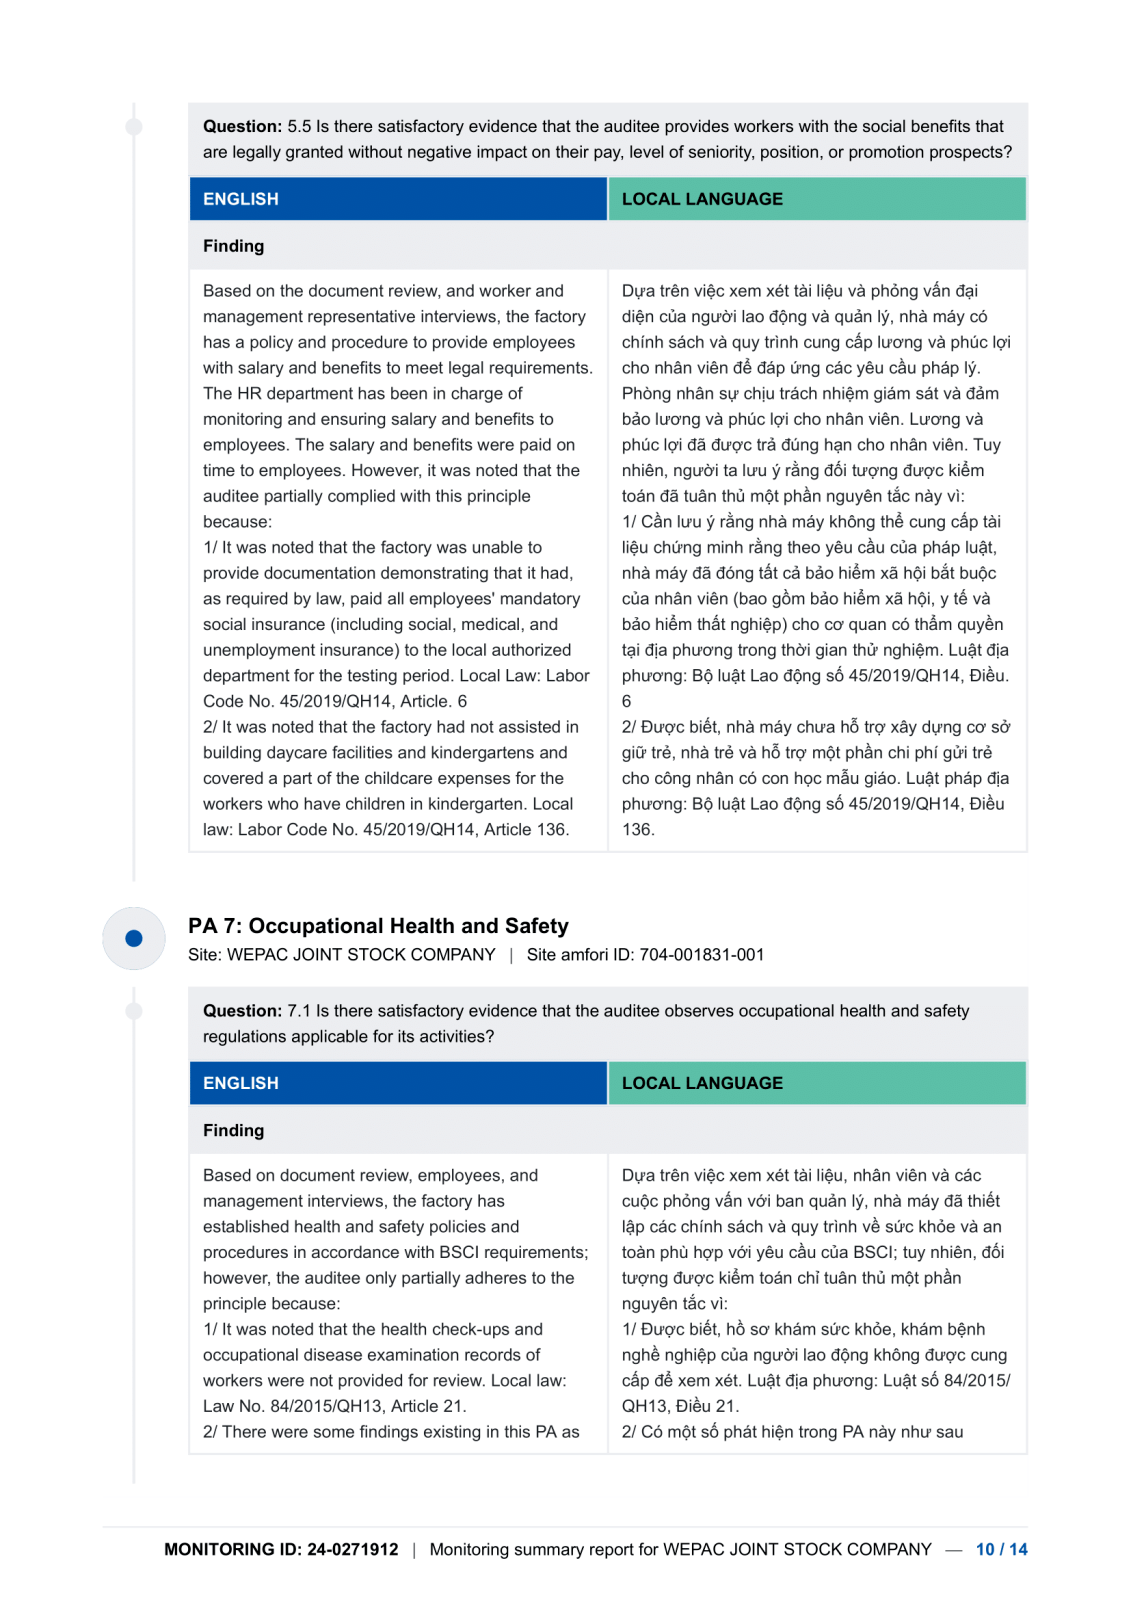 Question: 5.5 Is there satisfactory evidence that the auditee provides workers with the social benefits that
are legally granted without negative impact on their pay, level of seniority, position, or promotion prospects?
ENGLISH
LOCAL LANGUAGE
Finding
Based on the document review, and worker and
management representative interviews, the factory
has a policy and procedure to provide employees
with salary and benefits to meet legal requirements.
The HR department has been in charge of
monitoring and ensuring salary and benefits to
employees. The salary and benefits were paid on
time to employees. However, it was noted that the
auditee partially complied with this principle
because:
1/ It was noted that the factory was unable to
provide documentation demonstrating that it had,
as required by law, paid all employees' mandatory
social insurance (including social, medical, and
unemployment insurance) to the local authorized
department for the testing period. Local Law: Labor
Code No. 45/2019/QH14, Article. 6
2/ It was noted that the factory had not assisted in
building daycare facilities and kindergartens and
covered a part of the childcare expenses for the
workers who have children in kindergarten. Local
law: Labor Code No. 45/2019/QH14, Article 136.
Dựa trên việc xem xét tài liệu và phỏng vấn đại
diện của người lao động và quản lý, nhà máy có
chính sách và quy trình cung cấp lương và phúc lợi
cho nhân viên để đáp ứng các yêu cầu pháp lý.
Phòng nhân sự chịu trách nhiệm giám sát và đảm
bảo lương và phúc lợi cho nhân viên. Lương và
phúc lợi đã được trả đúng hạn cho nhân viên. Tuy
nhiên, người ta lưu ý rằng đối tượng được kiểm
toán đã tuân thủ một phần nguyên tắc này vì:
1/ Cần lưu ý rằng nhà máy không thể cung cấp tài
liệu chứng minh rằng theo yêu cầu của pháp luật,
nhà máy đã đóng tất cả bảo hiểm xã hội bắt buộc
của nhân viên (bao gồm bảo hiểm xã hội, y tế và
bảo hiểm thất nghiệp) cho cơ quan có thẩm quyền
tại địa phương trong thời gian thử nghiệm. Luật địa
phương: Bộ luật Lao động số 45/2019/QH14, Điều.
6
2/ Được biết, nhà máy chưa hỗ trợ xây dựng cơ sở
giữ trẻ, nhà trẻ và hỗ trợ một phần chi phí gửi trẻ
cho công nhân có con học mẫu giáo. Luật pháp địa
phương: Bộ luật Lao động số 45/2019/QH14, Điều
136.
PA 7: Occupational Health and Safety
Site: WEPAC JOINT STOCK COMPANY | Site amfori ID: 704-001831-001
Question: 7.1 Is there satisfactory evidence that the auditee observes occupational health and safety
regulations applicable for its activities?
ENGLISH
LOCAL LANGUAGE
Finding
Based on document review, employees, and
management interviews, the factory has
established health and safety policies and
procedures in accordance with BSCI requirements;
however, the auditee only partially adheres to the
principle because:
1/ It was noted that the health check-ups and
occupational disease examination records of
workers were not provided for review. Local law:
Law No. 84/2015/QH13, Article 21.
2/ There were some findings existing in this PA as
Dựa trên việc xem xét tài liệu, nhân viên và các
cuộc phỏng vấn với ban quản lý, nhà máy đã thiết
lập các chính sách và quy trình về sức khỏe và an
toàn phù hợp với yêu cầu của BSCI; tuy nhiên, đối
tượng được kiểm toán chỉ tuân thủ một phần
nguyên tắc vì:
1/ Được biết, hồ sơ khám sức khỏe, khám bệnh
nghề nghiệp của người lao động không được cung
cấp để xem xét. Luật địa phương: Luật số 84/2015/
QH13, Điều 21.
2/ Có một số phát hiện trong PA này như sau
MONITORING ID: 24-0271912 | Monitoring summary report for WEPAC JOINT STOCK COMPANY — 10 / 14